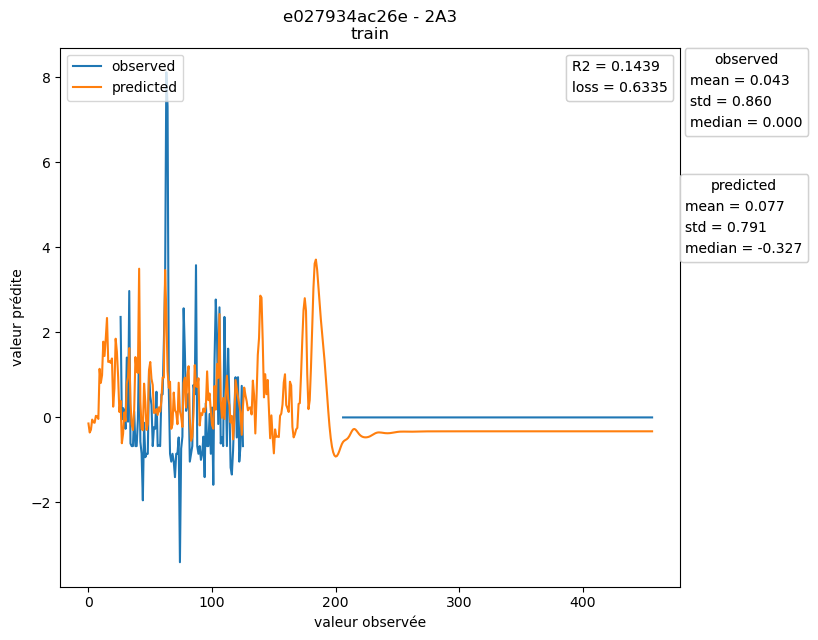 e027934ac26e - 2A3
train
observed
predicted
R2 = 0.1439
loss = 0.6335
observed
mean = 0.043
std = 0.860
median = 0.000
predicted
mean = 0.077
std = 0.791
median = -0.327
valeur prédite
8
6
4
2
0
−2
0
100
200
300
400
valeur observée